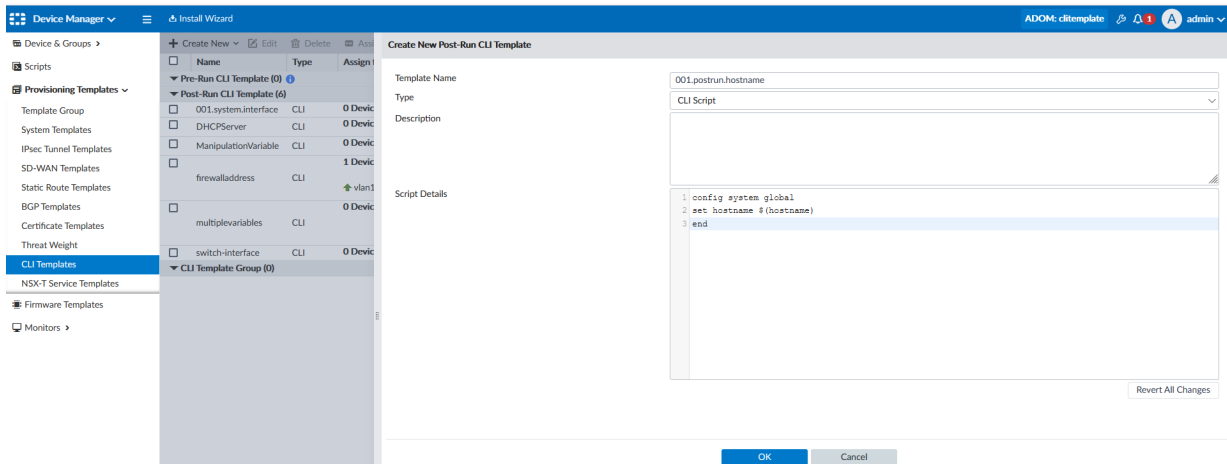 Device Manager
Install Wizard
ADOM: clitemplate
1
A
admin
Device & Groups
Scripts
Provisioning Templates
Template Group
System Templates
IPsec Tunnel Templates
SD-WAN Templates
Static Route Templates
BGP Templates
Certificate Templates
Threat Weight
CLI Templates
NSX-T Service Templates
Firmware Templates
Monitors
Create New Edit Delete
Name Type Assign
Pre-Run CLI Template (0)
Post-Run CLI Template (6)
001.system.interface CLI 0 Devic
DHCPServer CLI 0 Devic
ManipulationVariable CLI 0 Devic
firewalladdress CLI 1 Devic
vlan1
multiplevariables CLI 0 Devic
switch-interface CLI 0 Devic
CLI Template Group (0)
Create New Post-Run CLI Template
Template Name 001.postrun.hostname
Type CLI Script
Description
Script Details
1 config system global
2 set hostname $(hostname)
3 end
Revert All Changes
OK Cancel